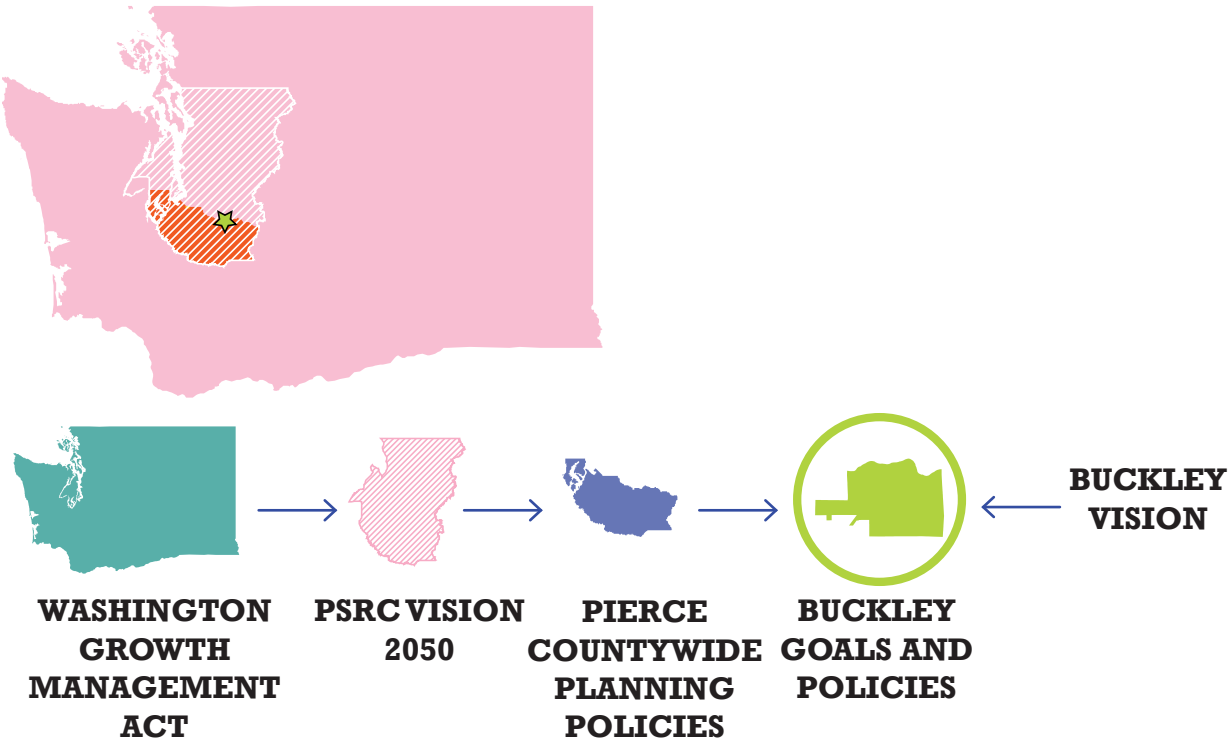 WASHINGTON
GROWTH
MANAGEMENT
ACT
PSRC VISION
2050
PIERCE
COUNTYWIDE
PLANNING
POLICIES
BUCKLEY
GOALS AND
POLICIES
BUCKLEY
VISION